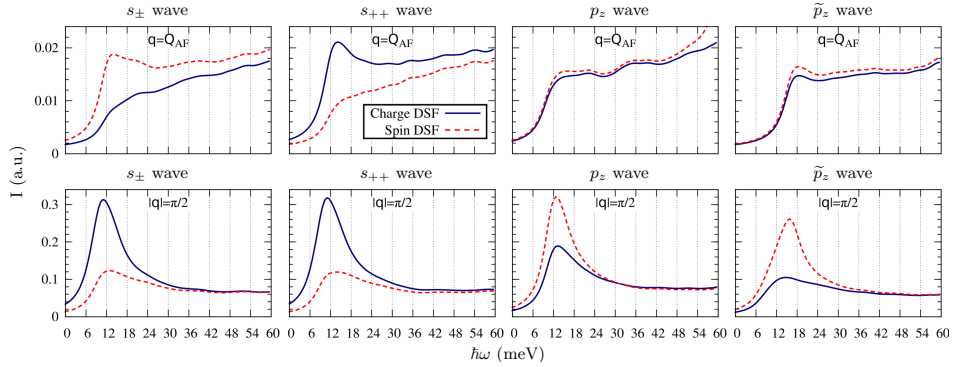 s± wave s++ wave pz wave p̃z wave
q=QAF q=QAF q=QAF q=QAF
0.02
0.01
0
Charge DSF
Spin DSF
I (a.u.)
s± wave s++ wave pz wave p̃z wave
|q|=π/2 |q|=π/2 |q|=π/2 |q|=π/2
0.3
0.2
0.1
0
0 6 12 18 24 30 36 42 48 54 60 0 6 12 18 24 30 36 42 48 54 60 0 6 12 18 24 30 36 42 48 54 60 0 6 12 18 24 30 36 42 48 54 60
ħω (meV)